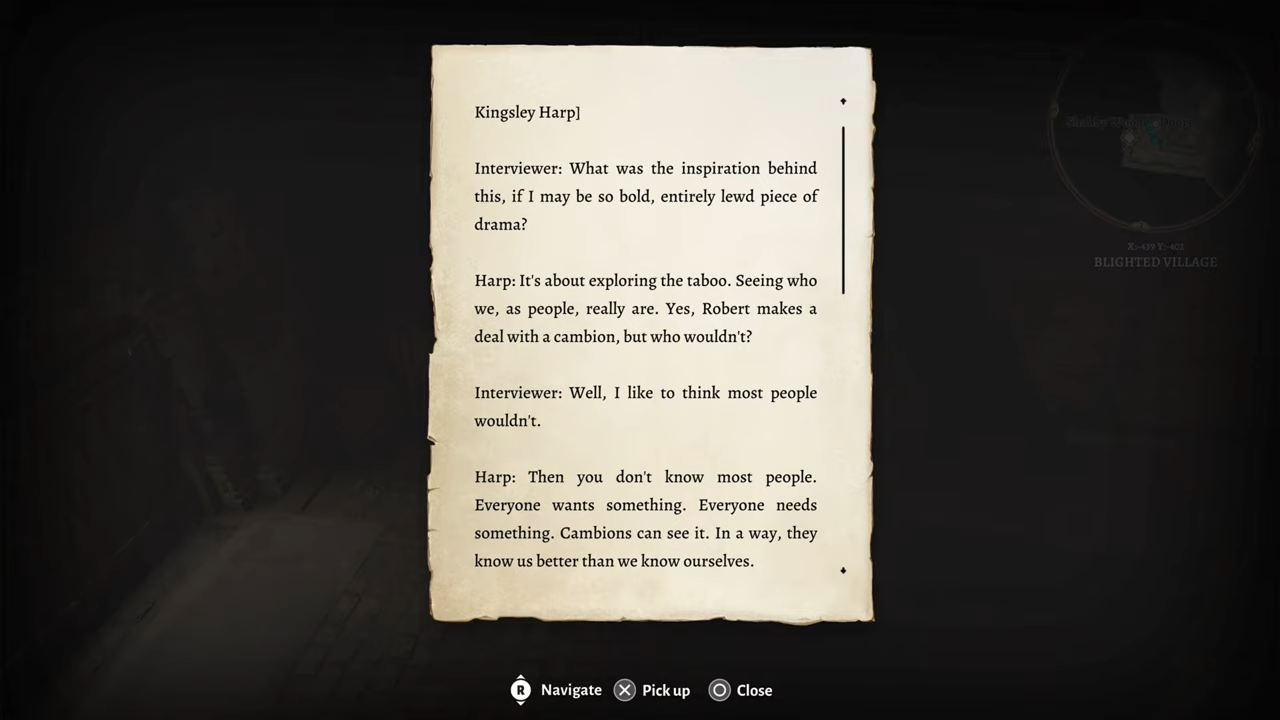 Kingsley Harp]
Interviewer: What was the inspiration behind
this, if I may be so bold, entirely lewd piece of
drama?
Harp: It's about exploring the taboo. Seeing who
we, as people, really are. Yes, Robert makes a
deal with a cambion, but who wouldn't?
Interviewer: Well, I like to think most people
wouldn't.
Harp: Then you don't know most people.
Everyone wants something. Everyone needs
something. Cambions can see it. In a way, they
know us better than we know ourselves.
X:-439 Y:-402
BLIGHTED VILLAGE
R Navigate Pick up Close